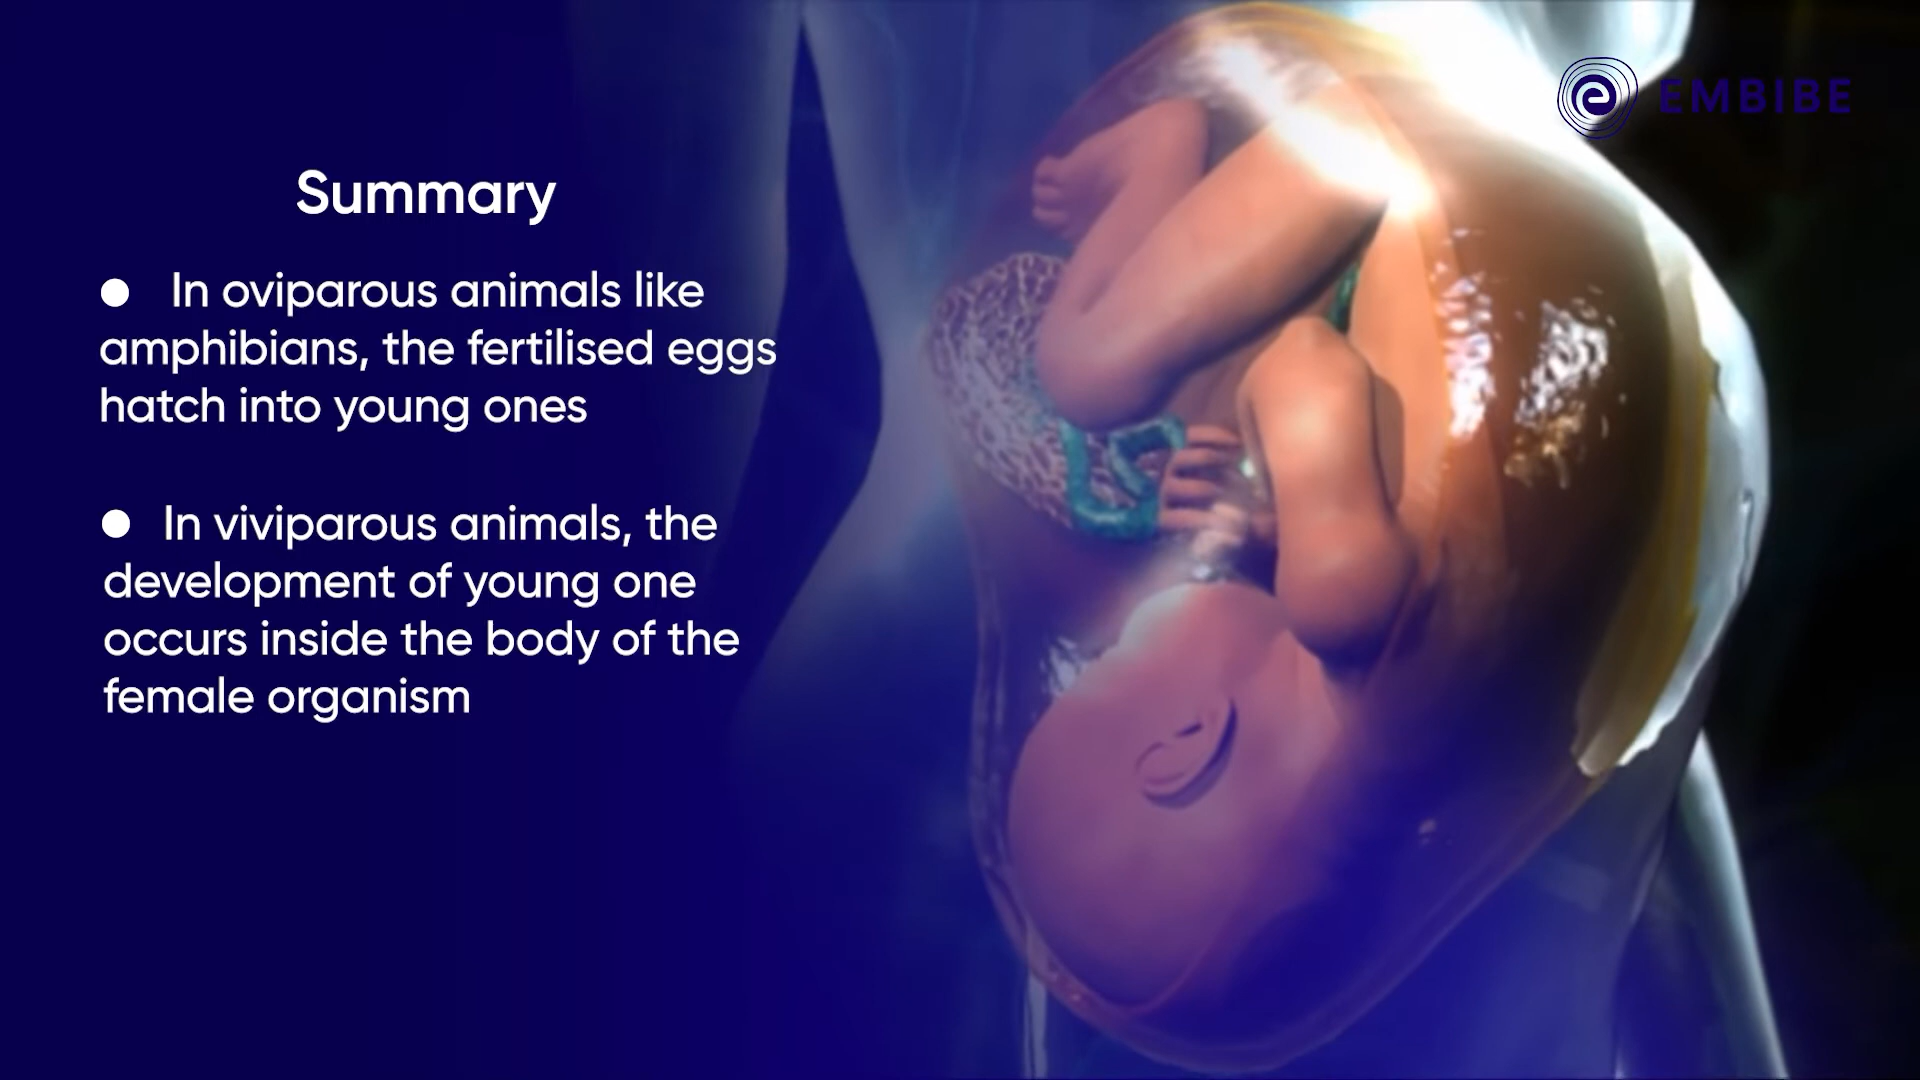 EMBIBE
Summary
● In oviparous animals like
amphibians, the fertilised eggs
hatch into young ones
● In viviparous animals, the
development of young one
occurs inside the body of the
female organism